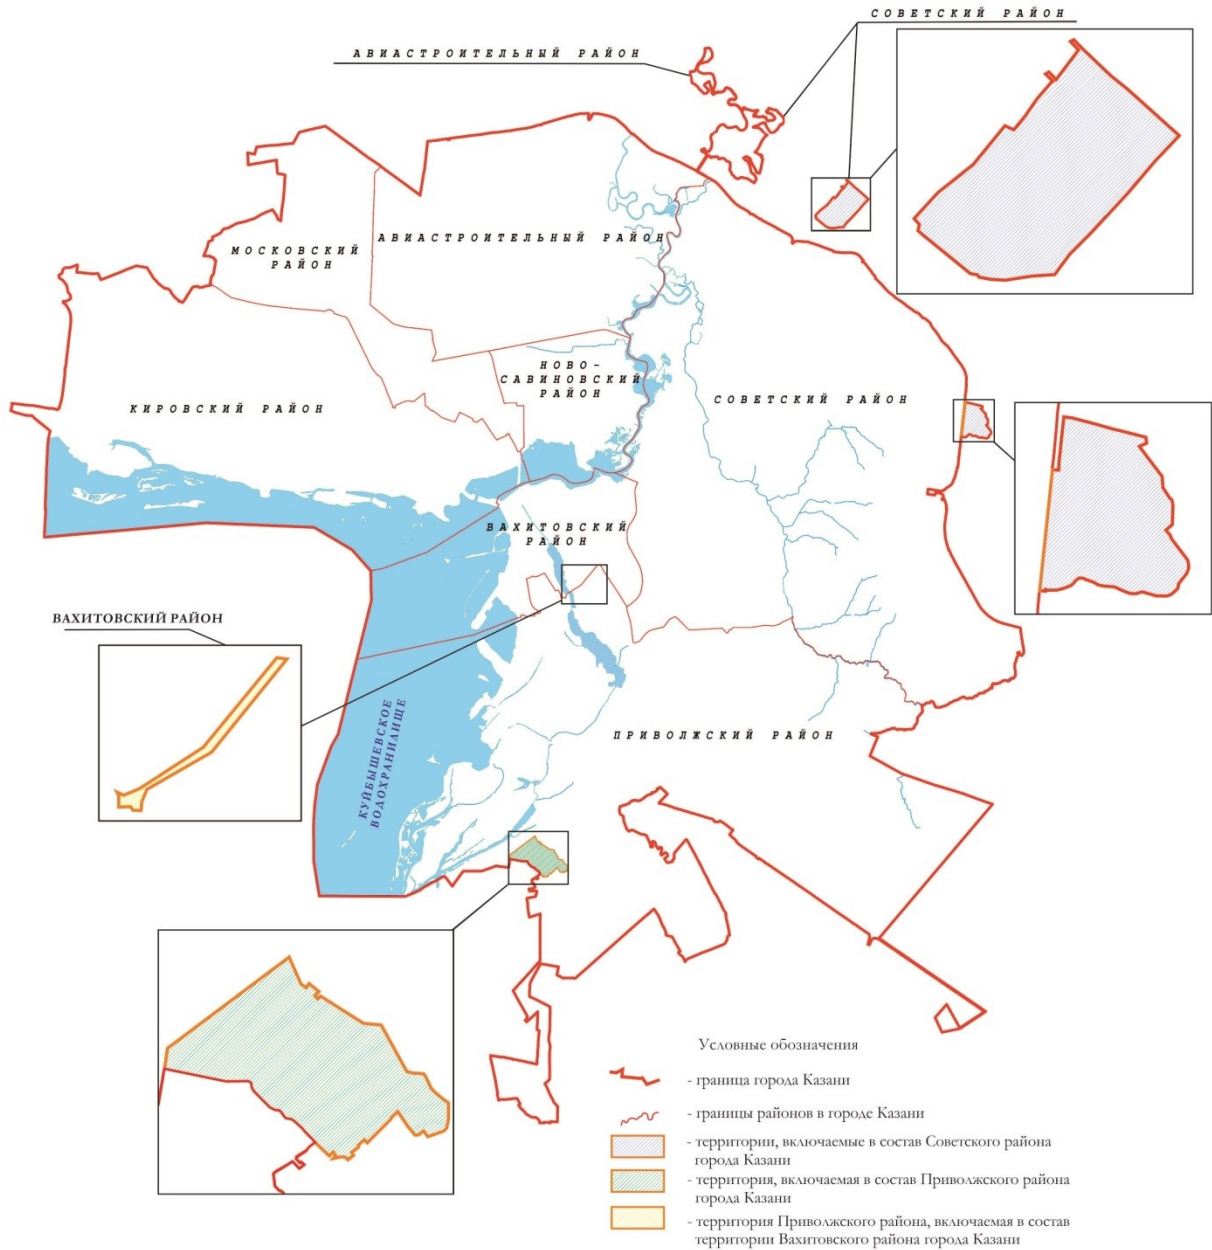 СОВЕТСКИЙ РАЙОН
АВИАСТРОИТЕЛЬНЫЙ РАЙОН
МОСКОВСКИЙ
РАЙОН
АВИАСТРОИТЕЛЬНЫЙ РАЙОН
НОВО-
САВИНОВСКИЙ
РАЙОН
КИРОВСКИЙ РАЙОН
СОВЕТСКИЙ РАЙОН
ВАХИТОВСКИЙ
РАЙОН
ВАХИТОВСКИЙ РАЙОН
КУЙБЫШЕВСКОЕ
ВОДОХРАНИЛИЩЕ
ПРИВОЛЖСКИЙ РАЙОН
Условные обозначения
- граница города Казани
- границы районов в городе Казани
- территории, включаемые в состав Советского района
города Казани
- территория, включаемая в состав Приволжского района
города Казани
- территория Приволжского района, включаемая в состав
территории Вахитовского района города Казани